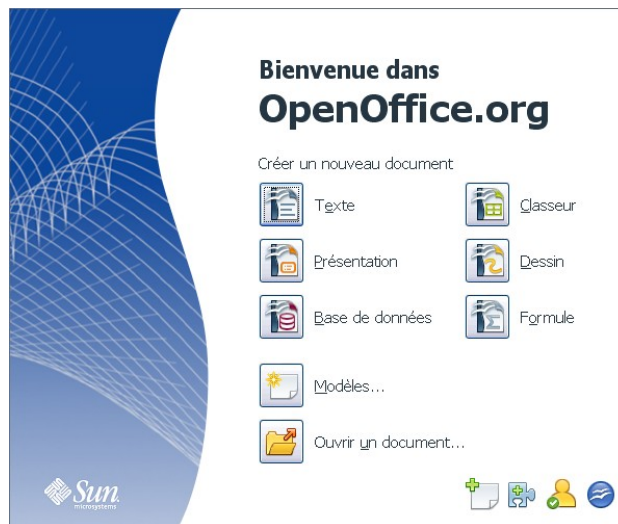 Bienvenue dans
OpenOffice.org
Créer un nouveau document
Texte
Classeur
Présentation
Dessin
Base de données
Formule
Modèles...
Ouvrir un document...
Sun
microsystems